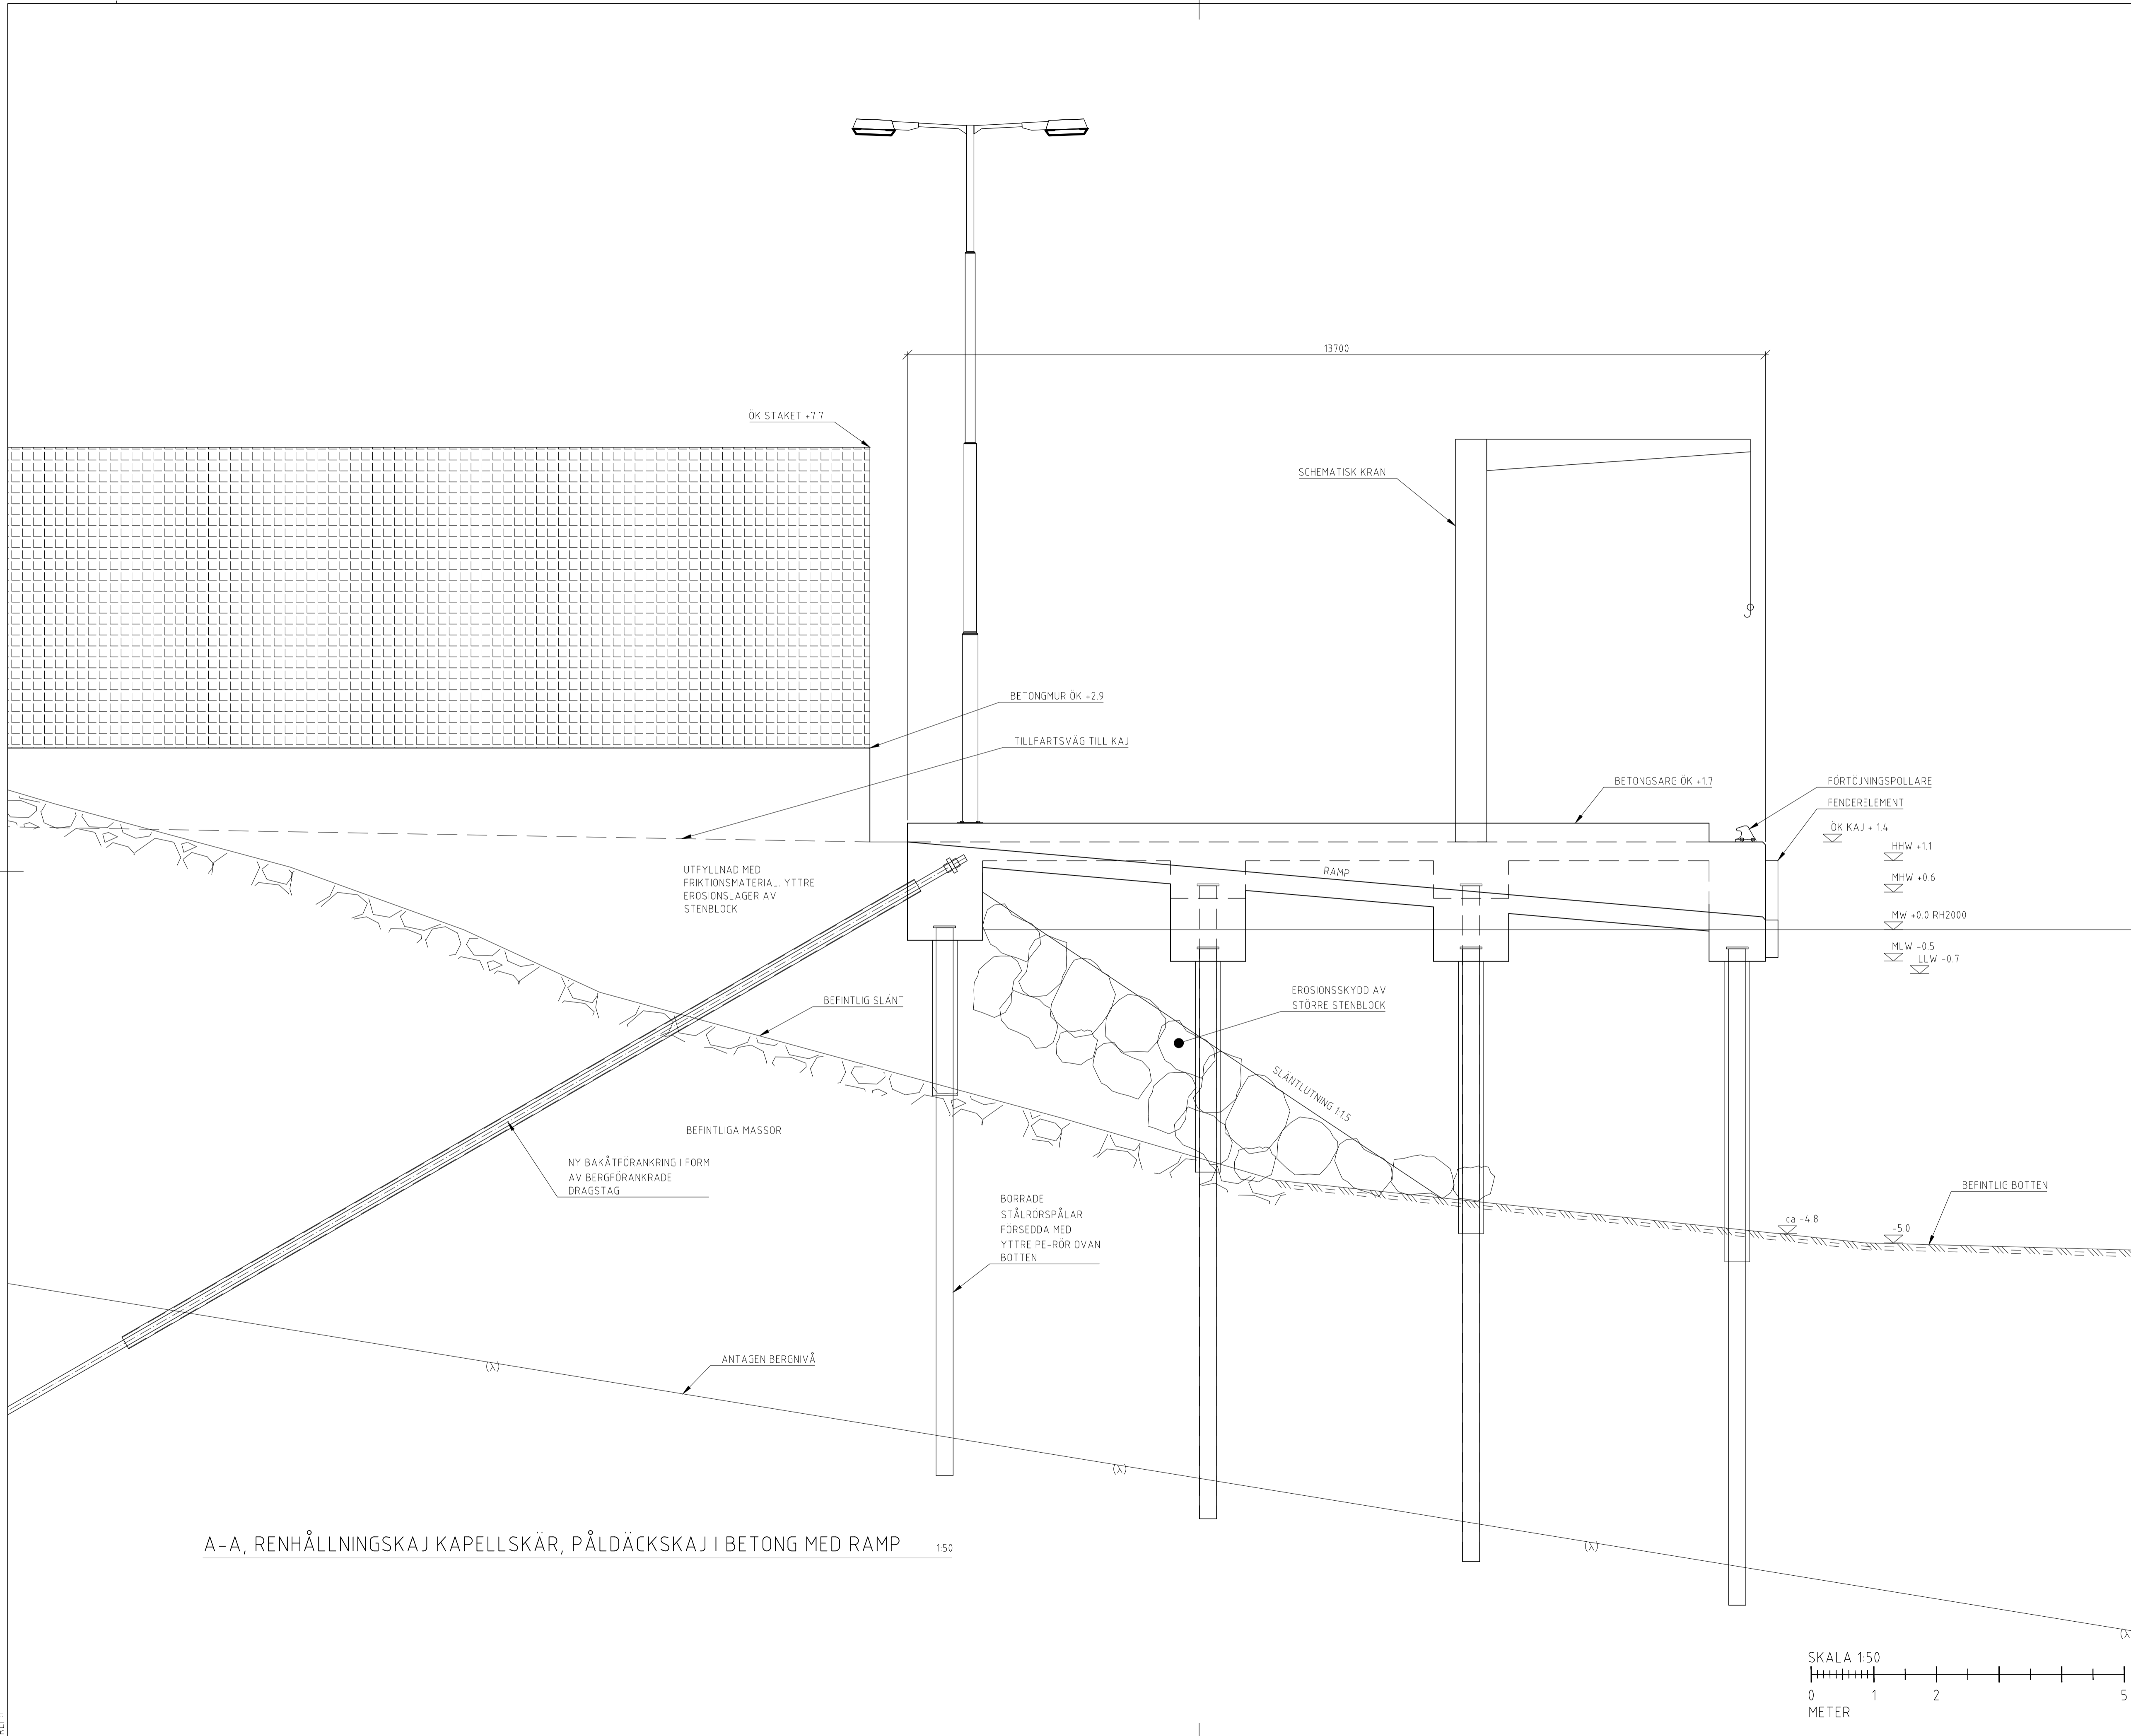 13700
ÖK STAKET +7.7
SCHEMATISK KRAN
BETONGMUR ÖK +2.9
TILLFARTSVÄG TILL KAJ
BETONGSARG ÖK +1.7
FÖRTÖJNINGSPOLLARE
FENDERELEMENT
ÖK KAJ + 1.4
HHW +1.1
MHW +0.6
MW +0.0 RH2000
MLW -0.5
LLW -0.7
UTFYLLNAD MED
FRIKTIONSMATERIAL. YTTRE
EROSIONSLAGER AV
STENBLOCK
RAMP
BEFINTLIG SLÄNT
EROSIONSSKYDD AV
STÖRRE STENBLOCK
SLÄNTLUTNING 1:1.5
BEFINTLIGA MASSOR
NY BAKÅTFÖRANKRING I FORM
AV BERGFÖRANKRADE
DRAGSTAG
BORRADE
STÅLRÖRSPÅLAR
FÖRSEDDA MED
YTTRE PE-RÖR OVAN
BOTTEN
BEFINTLIG BOTTEN
ca -4.8
-5.0
ANTAGEN BERGNIVÅ
A-A, RENHÅLLNINGSKAJ KAPELLSKÄR, PÅLDÄCKSKAJ I BETONG MED RAMP 1:50
SKALA 1:50
0 1 2 5
METER